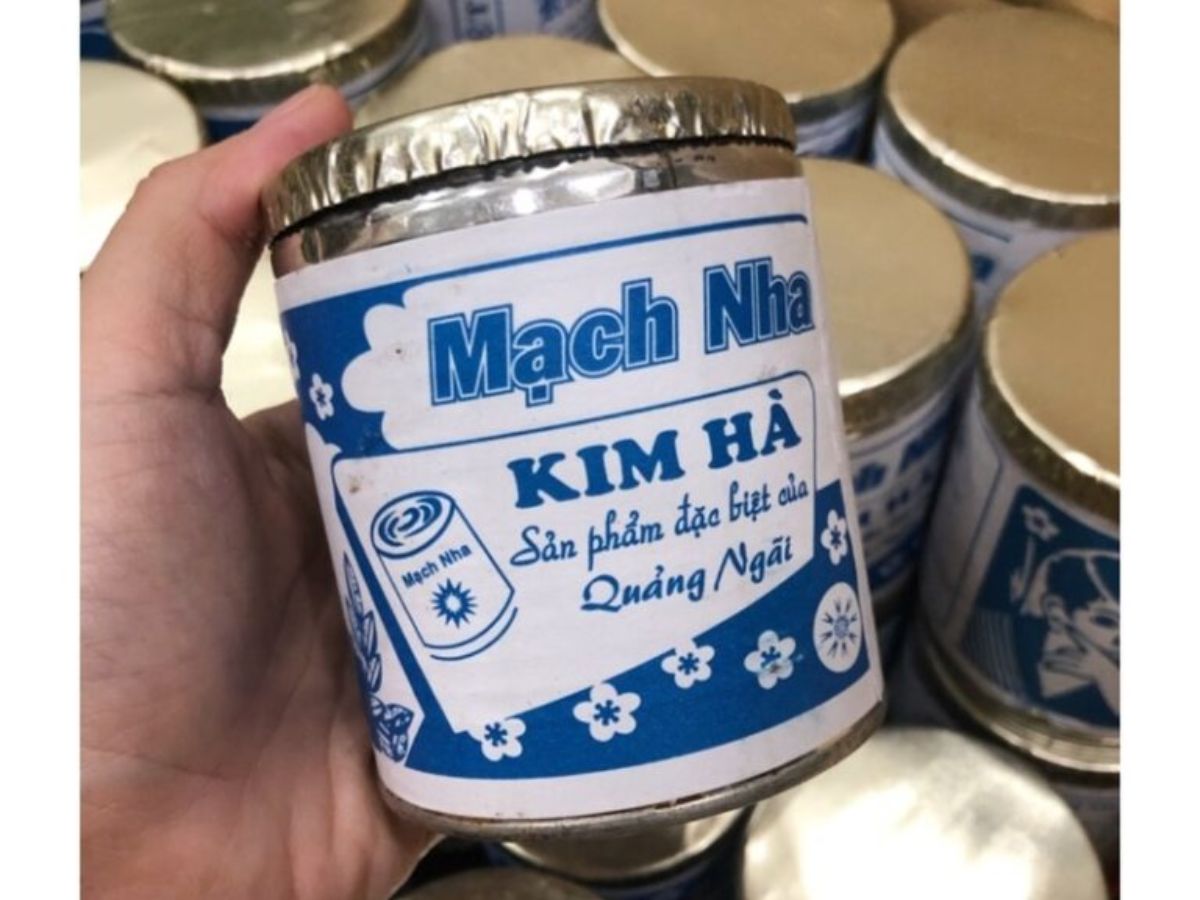 Mạch Nha
KIM HÀ
Sản phẩm đặc biệt của
Quảng Ngãi
Mạch Nha